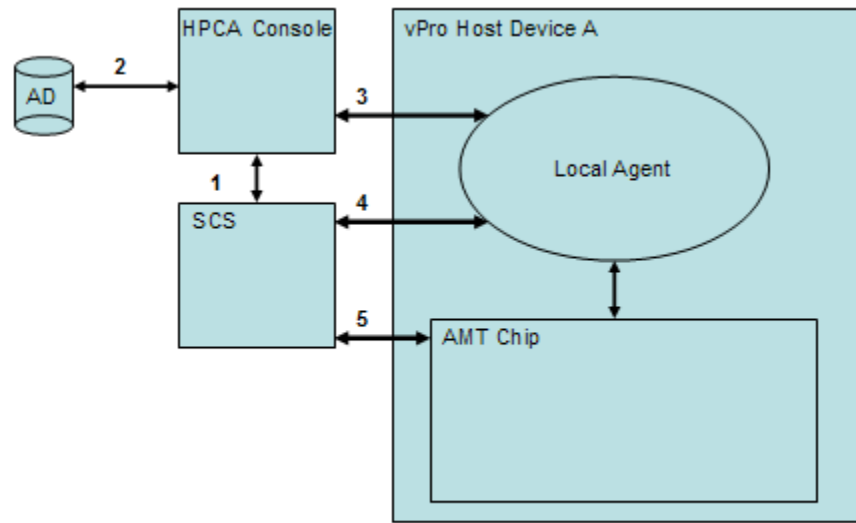 HPCA Console
vPro Host Device A
2
AD
3
Local Agent
1
4
SCS
5
AMT Chip